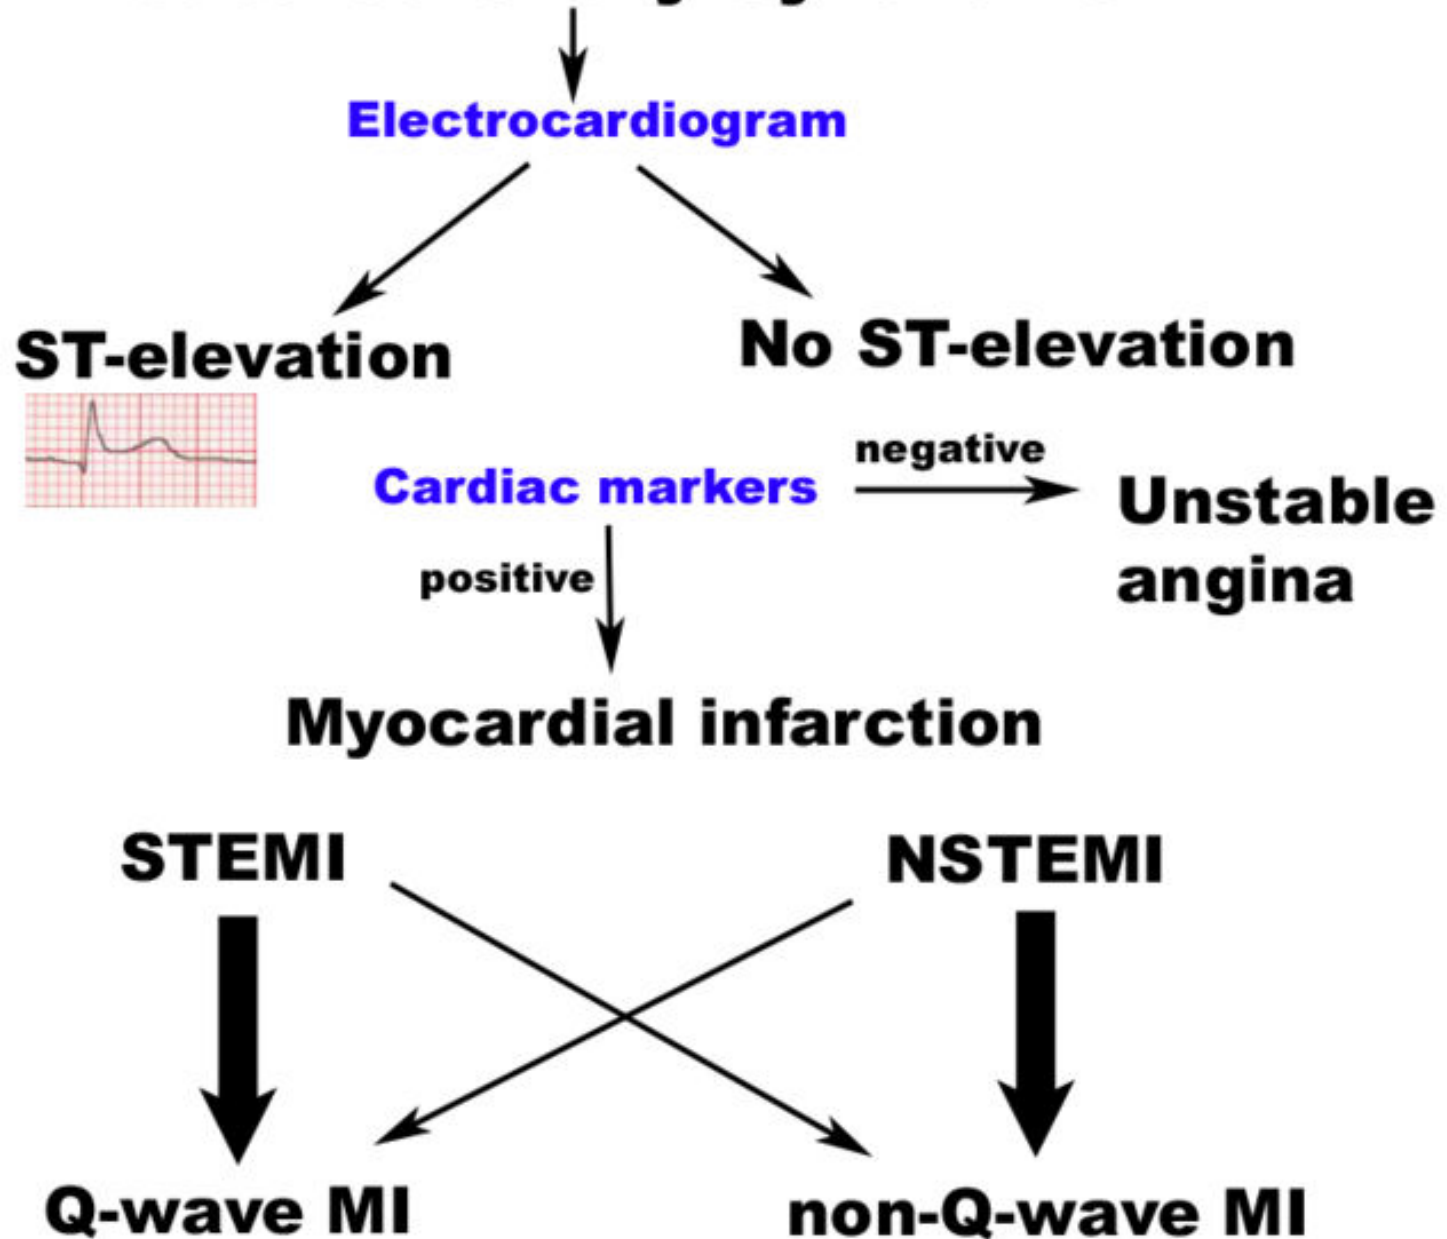 Electrocardiogram
ST-elevation
No ST-elevation
Cardiac markers
negative
Unstable
angina
positive
Myocardial infarction
STEMI
NSTEMI
Q-wave MI
non-Q-wave MI